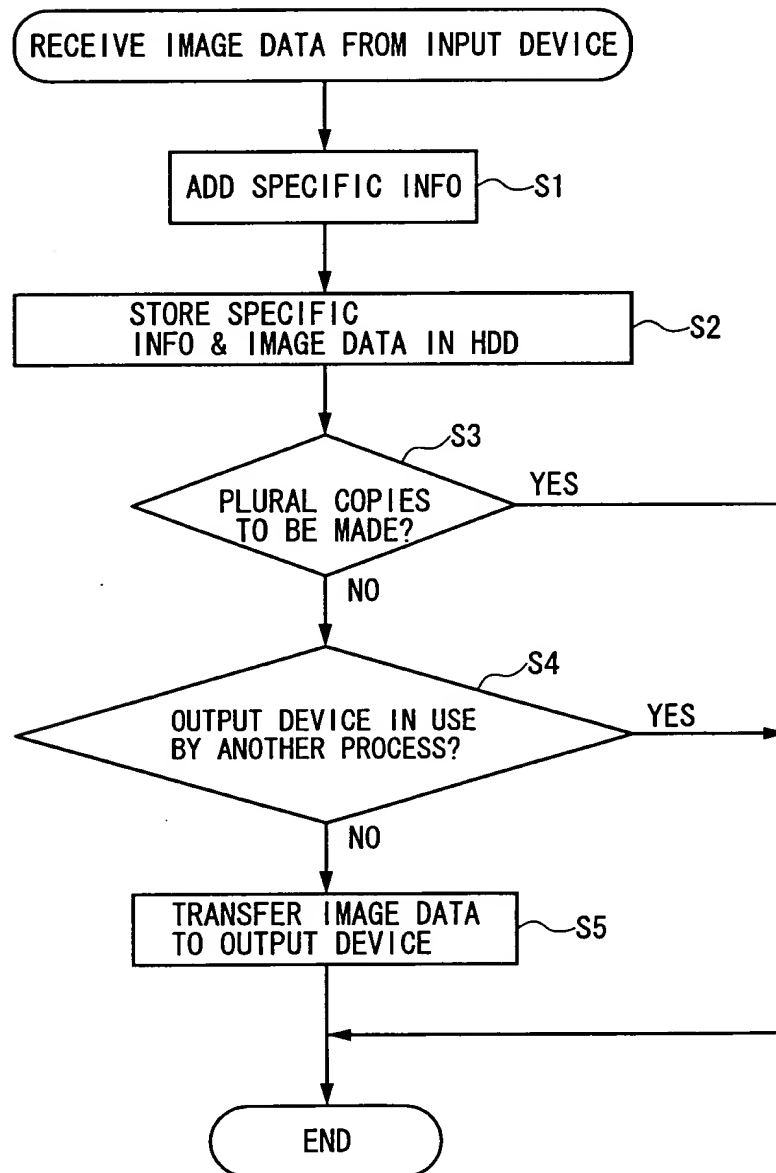 RECEIVE IMAGE DATA FROM INPUT DEVICE
ADD SPECIFIC INFO
S1
STORE SPECIFIC
INFO & IMAGE DATA IN HDD
S2
S3
PLURAL COPIES
TO BE MADE?
YES
NO
S4
OUTPUT DEVICE IN USE
BY ANOTHER PROCESS?
YES
NO
TRANSFER IMAGE DATA
TO OUTPUT DEVICE
S5
END